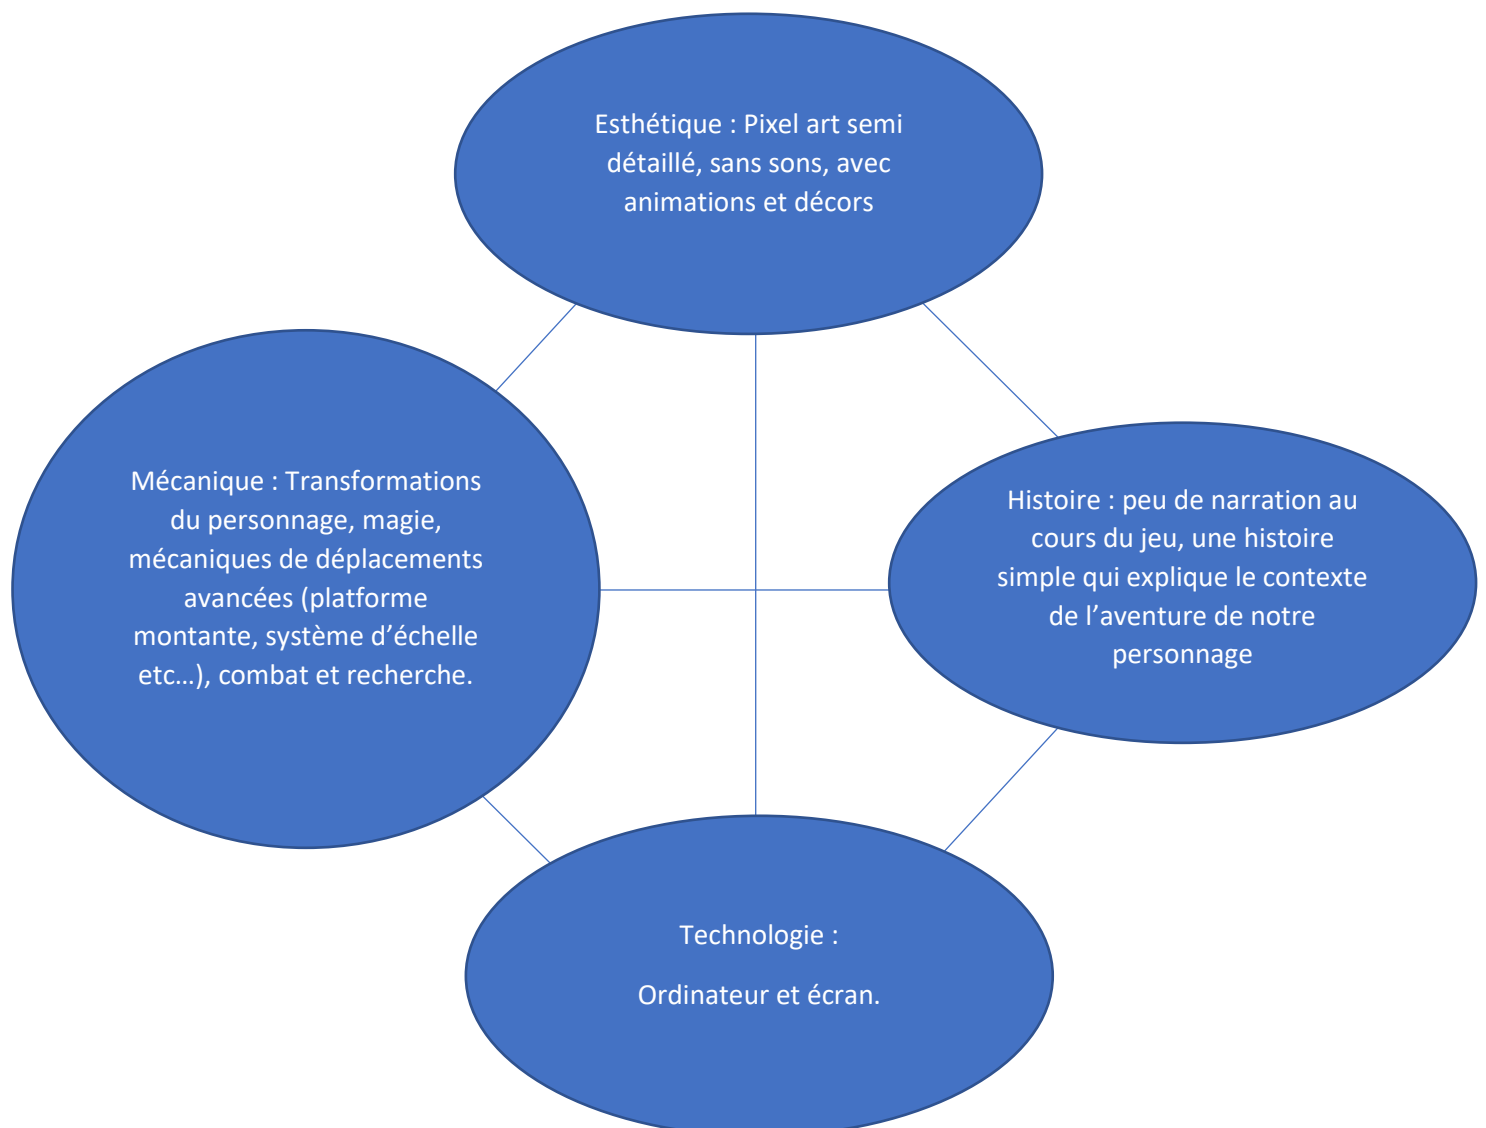 Esthétique : Pixel art semi
détaillé, sans sons, avec
animations et décors
Mécanique : Transformations
du personnage, magie,
mécaniques de déplacements
avancées (platforme
montante, système d’échelle
etc…), combat et recherche.
Histoire : peu de narration au
cours du jeu, une histoire
simple qui explique le contexte
de l’aventure de notre
personnage
Technologie :
Ordinateur et écran.